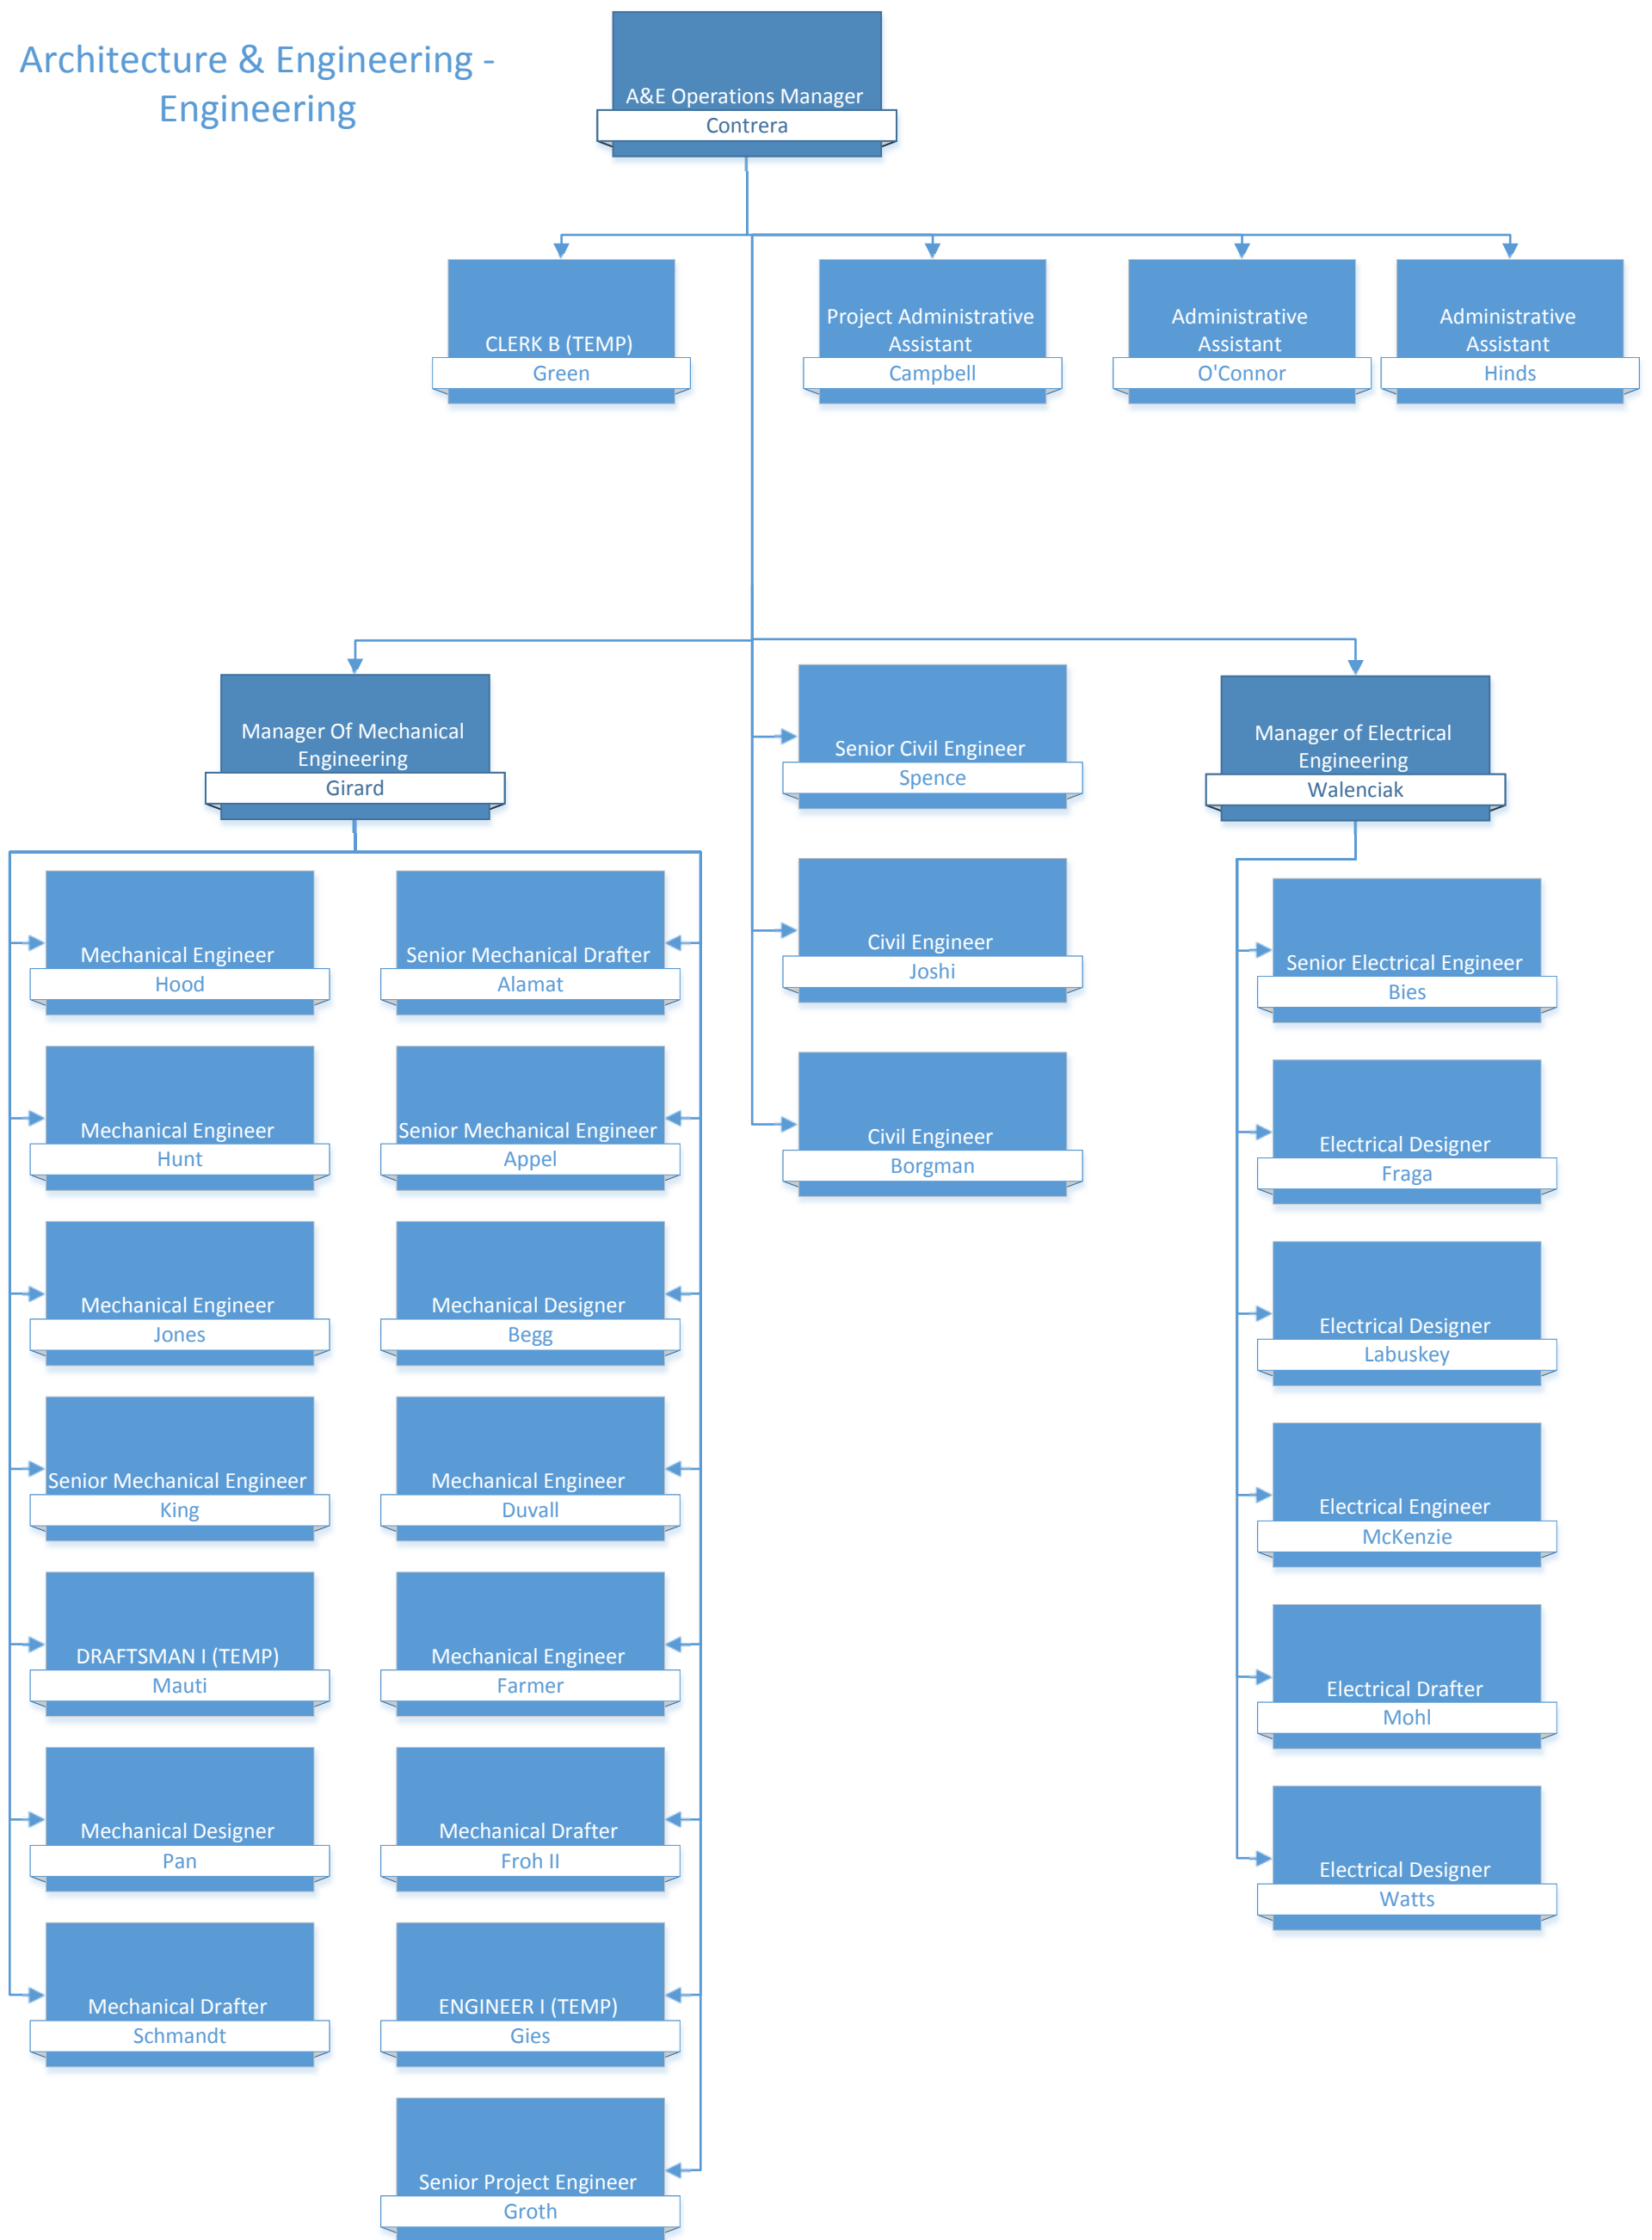 Architecture & Engineering -
Engineering
A&E Operations Manager
Contrera
CLERK B (TEMP)
Green
Project Administrative
Assistant
Campbell
Administrative
Assistant
O'Connor
Administrative
Assistant
Hinds
Manager Of Mechanical
Engineering
Girard
Senior Civil Engineer
Spence
Manager of Electrical
Engineering
Walenciak
Mechanical Engineer
Hood
Senior Mechanical Drafter
Alamat
Civil Engineer
Joshi
Senior Electrical Engineer
Bies
Mechanical Engineer
Hunt
Senior Mechanical Engineer
Appel
Civil Engineer
Borgman
Electrical Designer
Fraga
Mechanical Engineer
Jones
Mechanical Designer
Begg
Electrical Designer
Labuskey
Senior Mechanical Engineer
King
Mechanical Engineer
Duvall
Electrical Engineer
McKenzie
DRAFTSMAN I (TEMP)
Mauti
Mechanical Engineer
Farmer
Electrical Drafter
Mohl
Mechanical Designer
Pan
Mechanical Drafter
Froh II
Electrical Designer
Watts
Mechanical Drafter
Schmandt
ENGINEER I (TEMP)
Gies
Senior Project Engineer
Groth